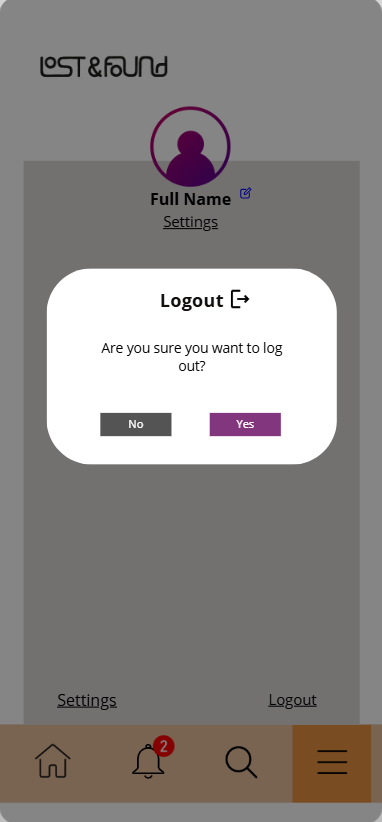 LOST & FOUND
Full Name
Settings
Logout
Are you sure you want to log
out?
No Yes
Settings Logout
2